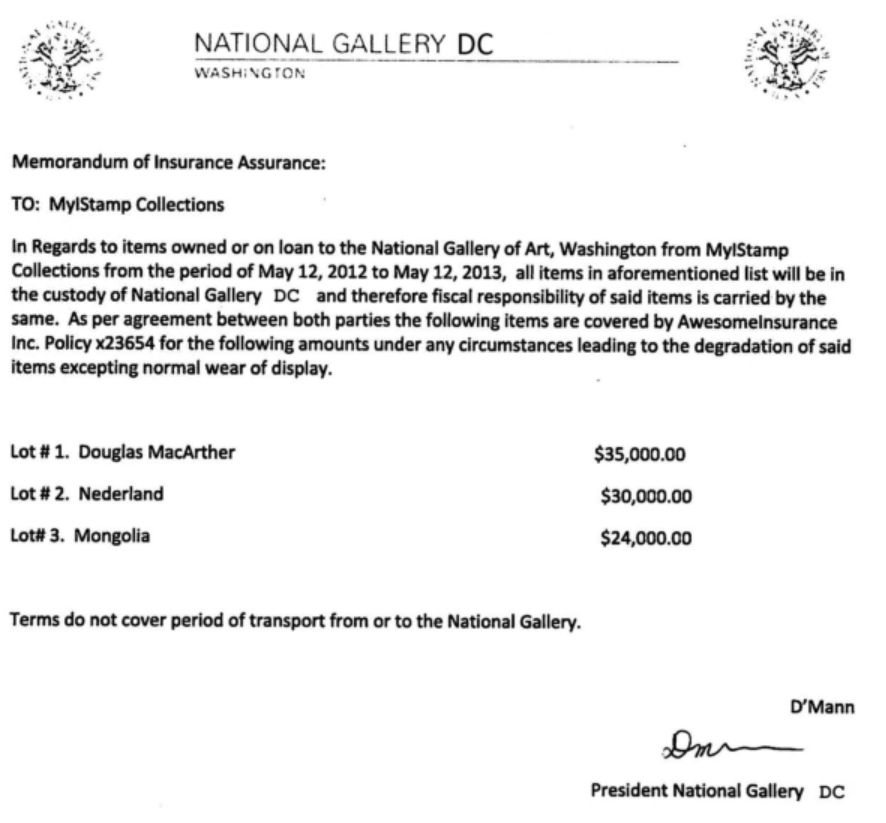 NATIONAL GALLERY DC
WASHINGTON
Memorandum of Insurance Assurance:
TO: MyIStamp Collections
In Regards to items owned or on loan to the National Gallery of Art, Washington from MyIStamp
Collections from the period of May 12, 2012 to May 12, 2013, all items in aforementioned list will be in
the custody of National Gallery DC and therefore fiscal responsibility of said items is carried by the
same. As per agreement between both parties the following items are covered by AwesomeInsurance
Inc. Policy x23654 for the following amounts under any circumstances leading to the degradation of said
items excepting normal wear of display.
Lot # 1. Douglas MacArther $35,000.00
Lot # 2. Nederland $30,000.00
Lot# 3. Mongolia $24,000.00
Terms do not cover period of transport from or to the National Gallery.
D'Mann
President National Gallery DC